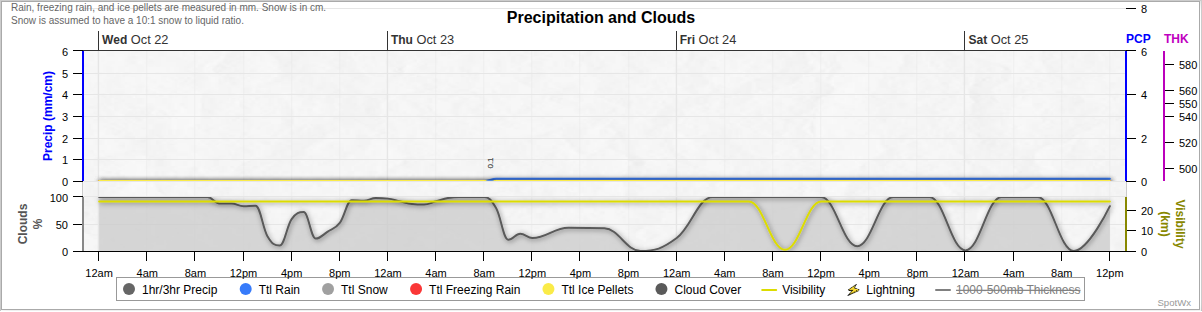 Rain, freezing rain, and ice pellets are measured in mm. Snow is in cm.
Snow is assumed to have a 10:1 snow to liquid ratio.
Precipitation and Clouds
Wed Oct 22 Thu Oct 23 Fri Oct 24 Sat Oct 25
PCP THK
Precip (mm/cm)
6
5
4
3
2
1
0
0.1
8
6
4
2
0
580
560
550
540
520
500
Clouds
%
100
50
0
20
10
0
Visibility
(km)
12am 4am 8am 12pm 4am 8pm 12am 4am 8am 12pm 4pm 8pm 12am 4am 8am 12pm 4pm 8pm 12am 4am 8am 12pm
1hr/3hr Precip Ttl Rain Ttl Snow Ttl Freezing Rain Ttl Ice Pellets Cloud Cover Visibility Lightning 1000-500mb Thickness
SpotWx